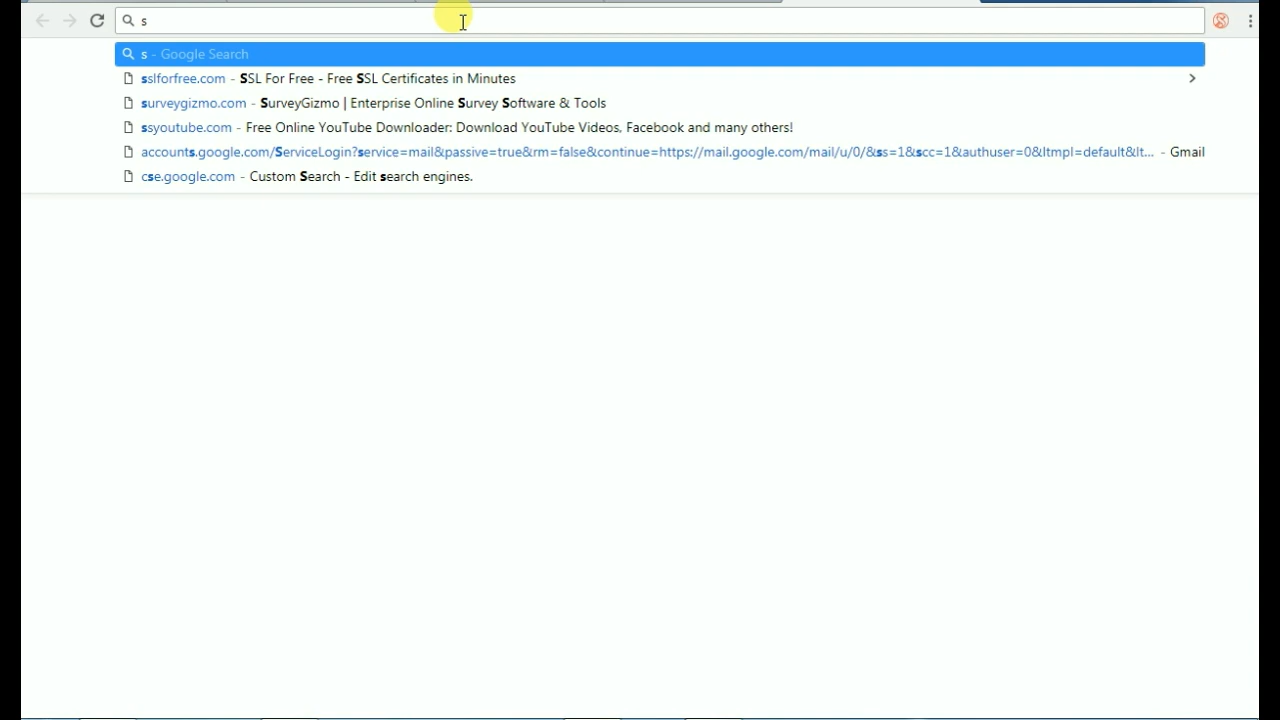 s
s - Google Search
sslforfree.com - SSL For Free - Free SSL Certificates in Minutes
surveygizmo.com - SurveyGizmo | Enterprise Online Survey Software & Tools
ssyoutube.com - Free Online YouTube Downloader: Download YouTube Videos, Facebook and many others!
accounts.google.com/ServiceLogin?service=mail&passive=true&rm=false&continue=https://mail.google.com/mail/u/0/&ss=1&scc=1&authuser=0&ltmpl=default&lt... - Gmail
cse.google.com - Custom Search - Edit search engines.